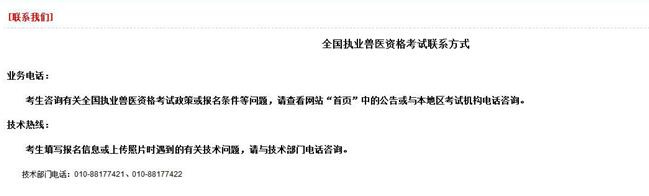 [联系我们]
全国执业兽医资格考试联系方式
业务电话：
考生咨询有关全国执业兽医资格考试政策或报名条件等问题，请查看网站“首页”中的公告或与本地区考试机构电话咨询。
技术热线：
考生填写报名信息或上传照片时遇到的有关技术问题，请与技术部门电话咨询。
技术部门电话：010-88177421、010-88177422